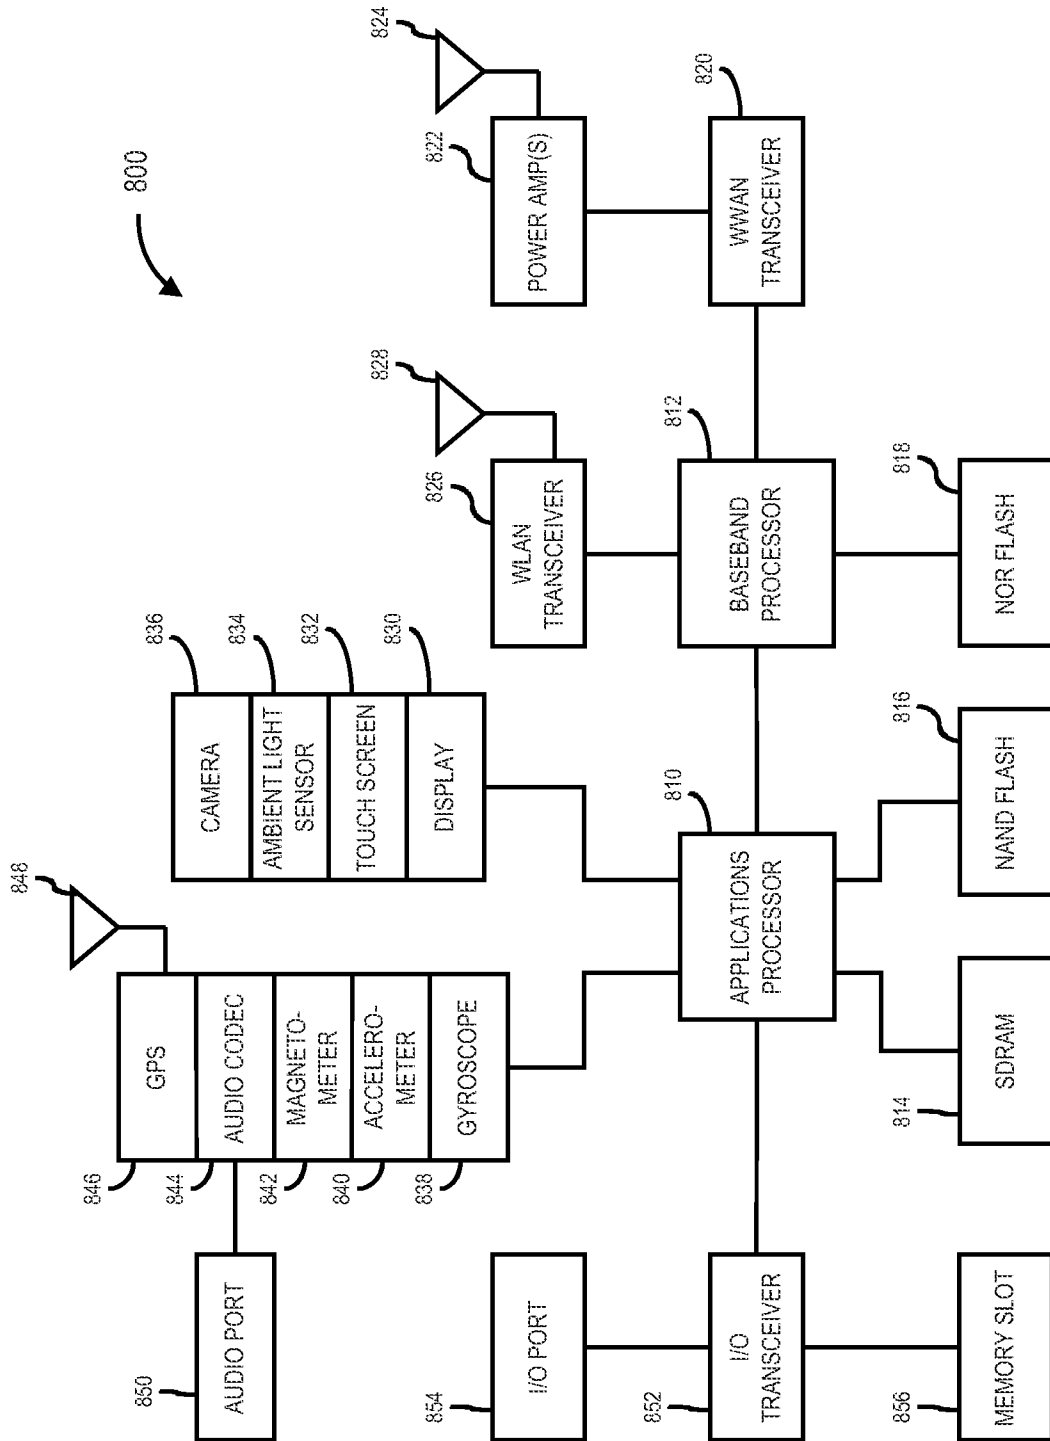 800
848
836
834
832
830
828
824
846
GPS
844
AUDIO CODEC
842
MAGNETO-
METER
840
ACCELERO-
METER
838
GYROSCOPE
CAMERA
AMBIENT LIGHT
SENSOR
TOUCH SCREEN
DISPLAY
850
AUDIO PORT
826
WLAN
TRANSCEIVER
822
POWER AMP(S)
854
I/O PORT
852
I/O
TRANSCEIVER
810
APPLICATIONS
PROCESSOR
812
BASEBAND
PROCESSOR
820
WWAN
TRANSCEIVER
856
MEMORY SLOT
814
SDRAM
816
NAND FLASH
818
NOR FLASH